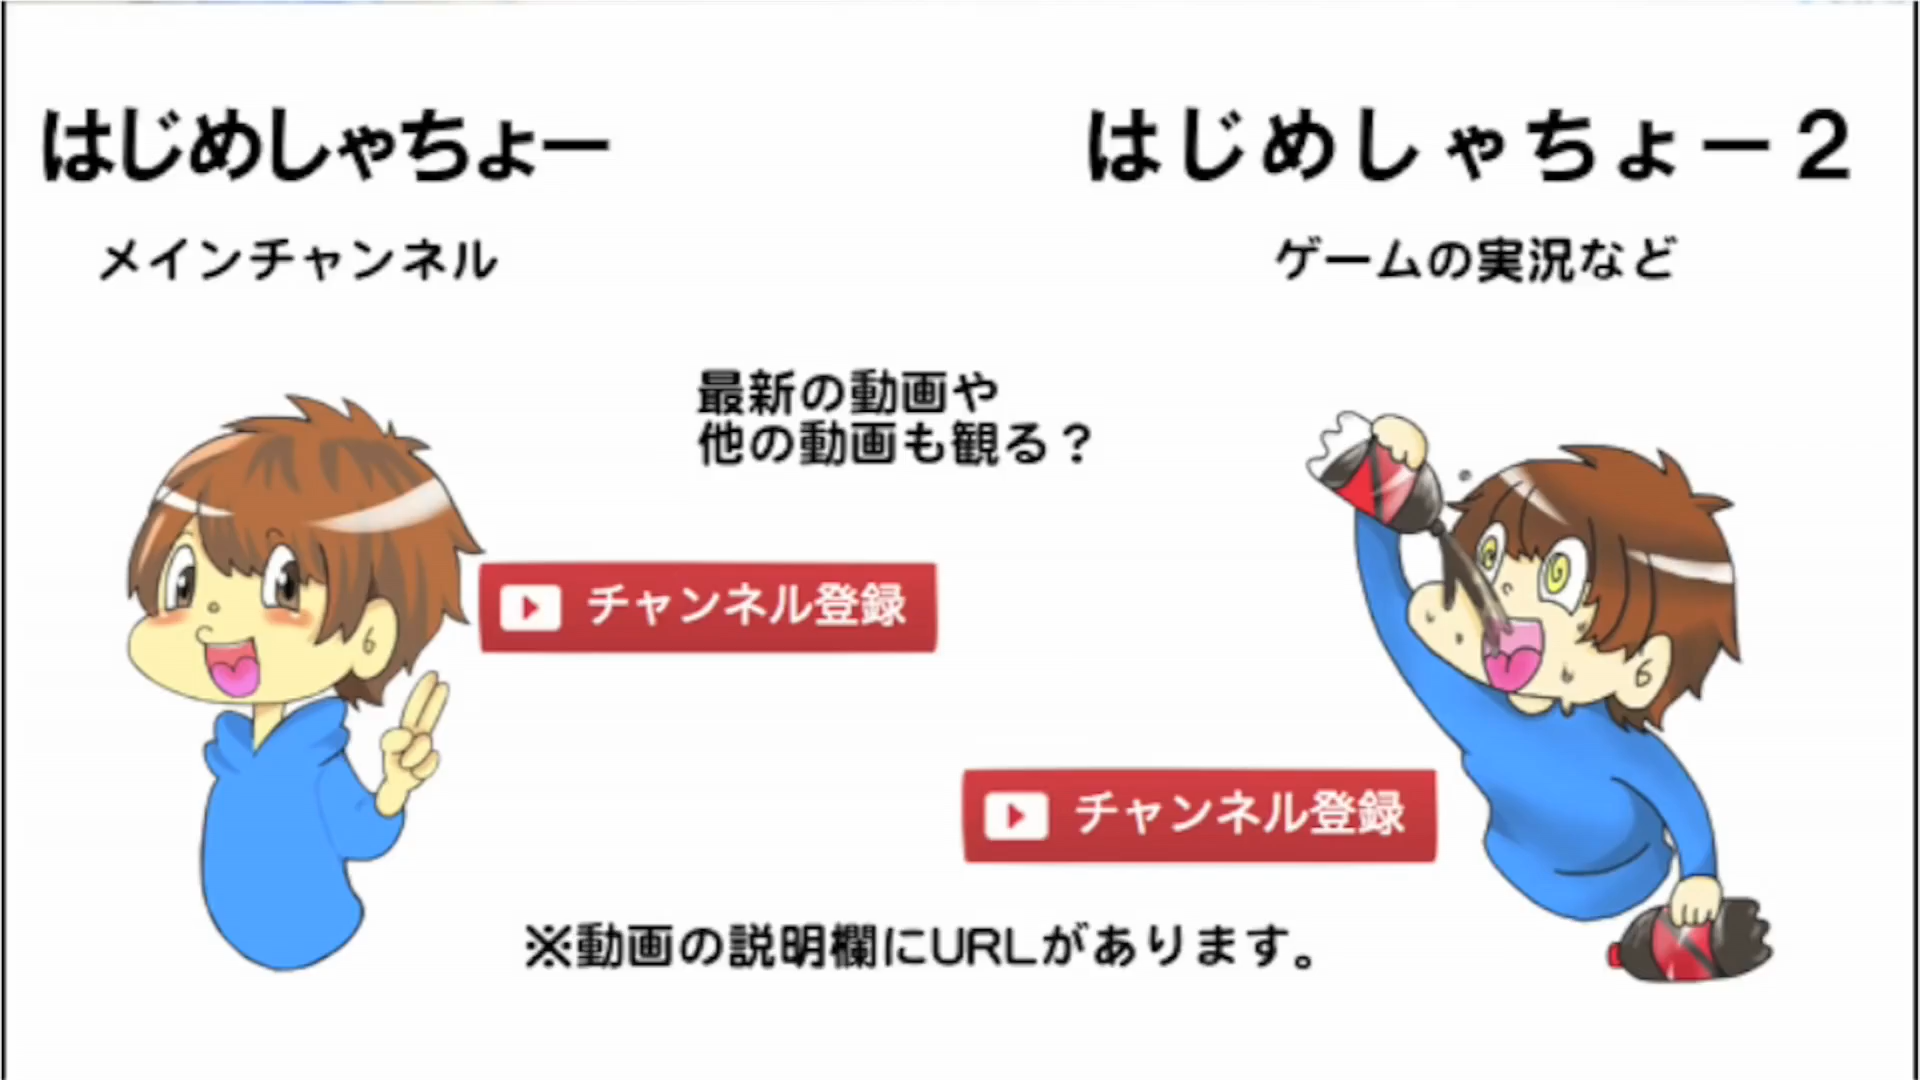 はじめしゃちょー
はじめしゃちょー２
メインチャンネル
ゲームの実況など
最新の動画や
他の動画も観る？
チャンネル登録
チャンネル登録
※動画の説明欄にURLがあります。